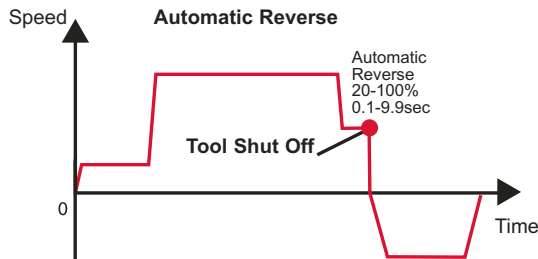 Speed
Automatic Reverse
Automatic
Reverse
20-100%
0.1-9.9sec
Tool Shut Off
0
Time